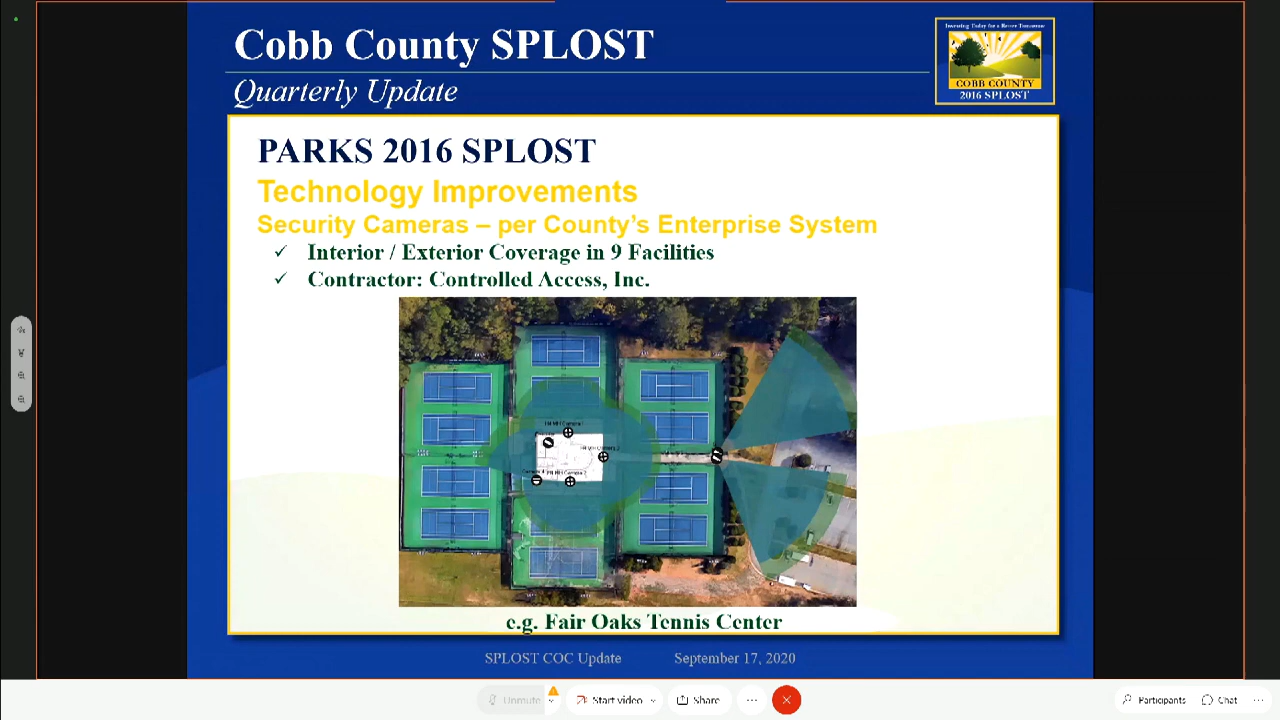 Cobb County SPLOST
Quarterly Update
Investing Today for a Better Tomorrow
COBB COUNTY
2016 SPLOST
PARKS 2016 SPLOST
Technology Improvements
Security Cameras – per County's Enterprise System
✓ Interior / Exterior Coverage in 9 Facilities
✓ Contractor: Controlled Access, Inc.
e.g. Fair Oaks Tennis Center
SPLOST COC Update September 17, 2020
Unmute
Start video
Share
Participants
Chat